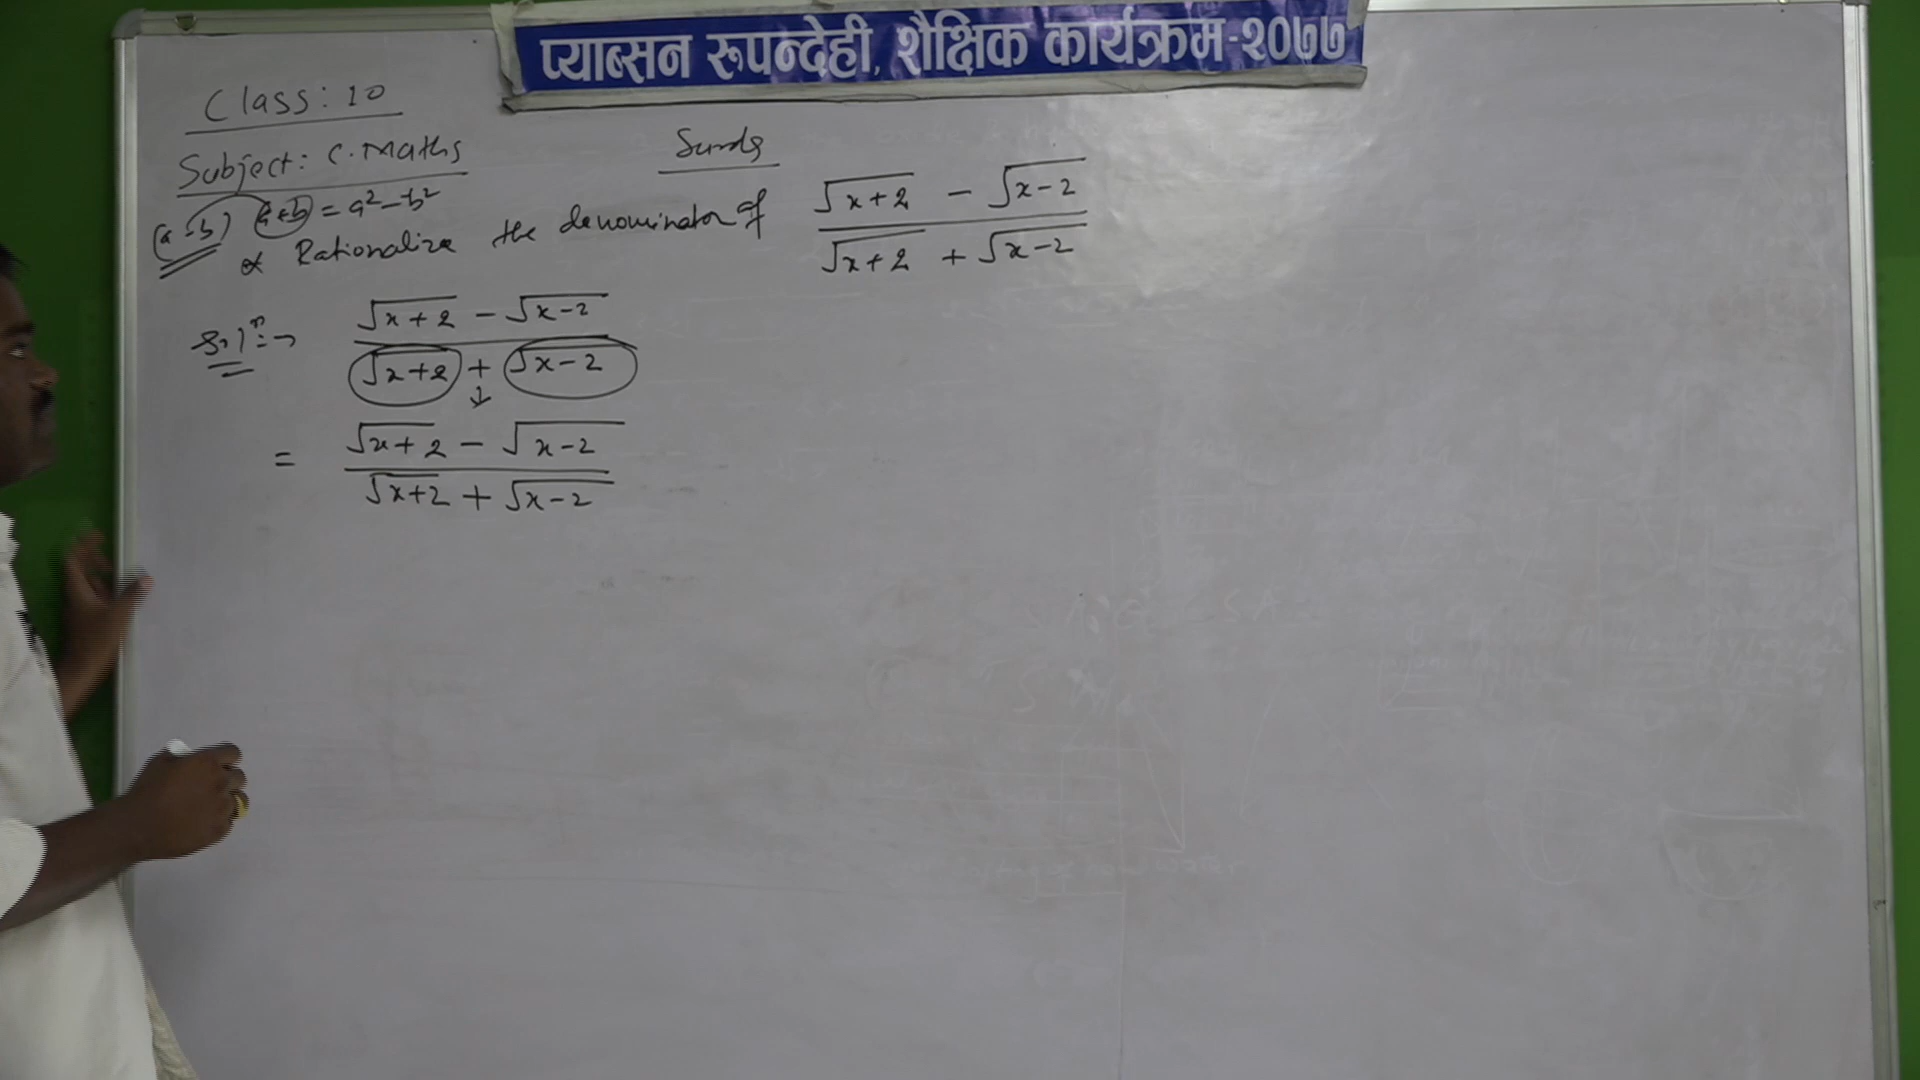 प्याब्सन रूपन्देही, शैक्षिक कार्यक्रम-२०७७
Class: 10
Subject: C. Maths
Surds
(a-b) (a+b) = a²-b²
Rationalize the denominator of (√x+2 - √x-2) / (√x+2 + √x-2)
Solⁿ:→ (√x+2 - √x-2) / (√x+2 + √x-2)
= (√x+2 - √x-2) / (√x+2 + √x-2)